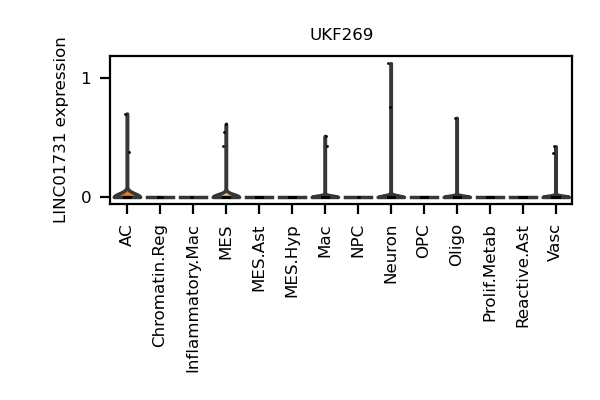 UKF269
LINC01731 expression
1
0
AC
Chromatin.Reg
Inflammatory.Mac
MES
MES.Ast
MES.Hyp
Mac
NPC
Neuron
OPC
Oligo
Prolif.Metab
Reactive.Ast
Vasc